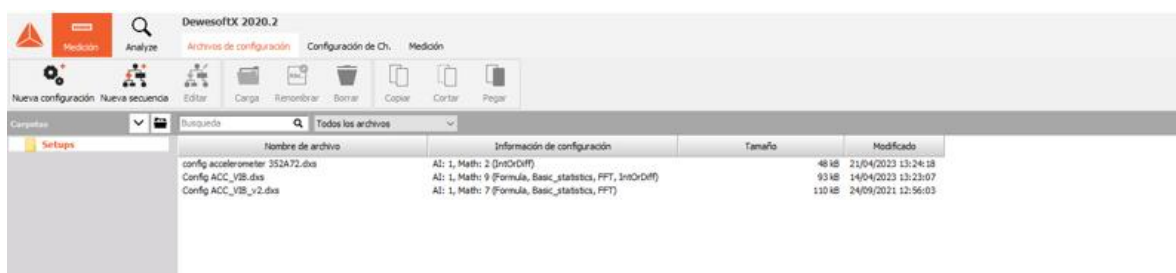 DewesoftX 2020.2
Medición Analyze Archivos de configuración Configuración de Ch. Medición
Nueva configuración Nueva secuencia Editar Carga Renombrar Borrar Copiar Cortar Pegar
Carpetas Busqueda Todos los archivos
Setups Nombre de archivo Información de configuración Tamaño Modificado
config accelerometer 352A72.dxs AI: 1, Math: 2 (IntOrDiff) 48 kB 21/04/2023 13:24:18
Config ACC_VIB.dxs AI: 1, Math: 9 (Formula, Basic_statistics, FFT, IntOrDiff) 93 kB 14/04/2023 13:23:07
Config ACC_VIB_v2.dxs AI: 1, Math: 7 (Formula, Basic_statistics, FFT) 110 kB 24/09/2021 12:56:03